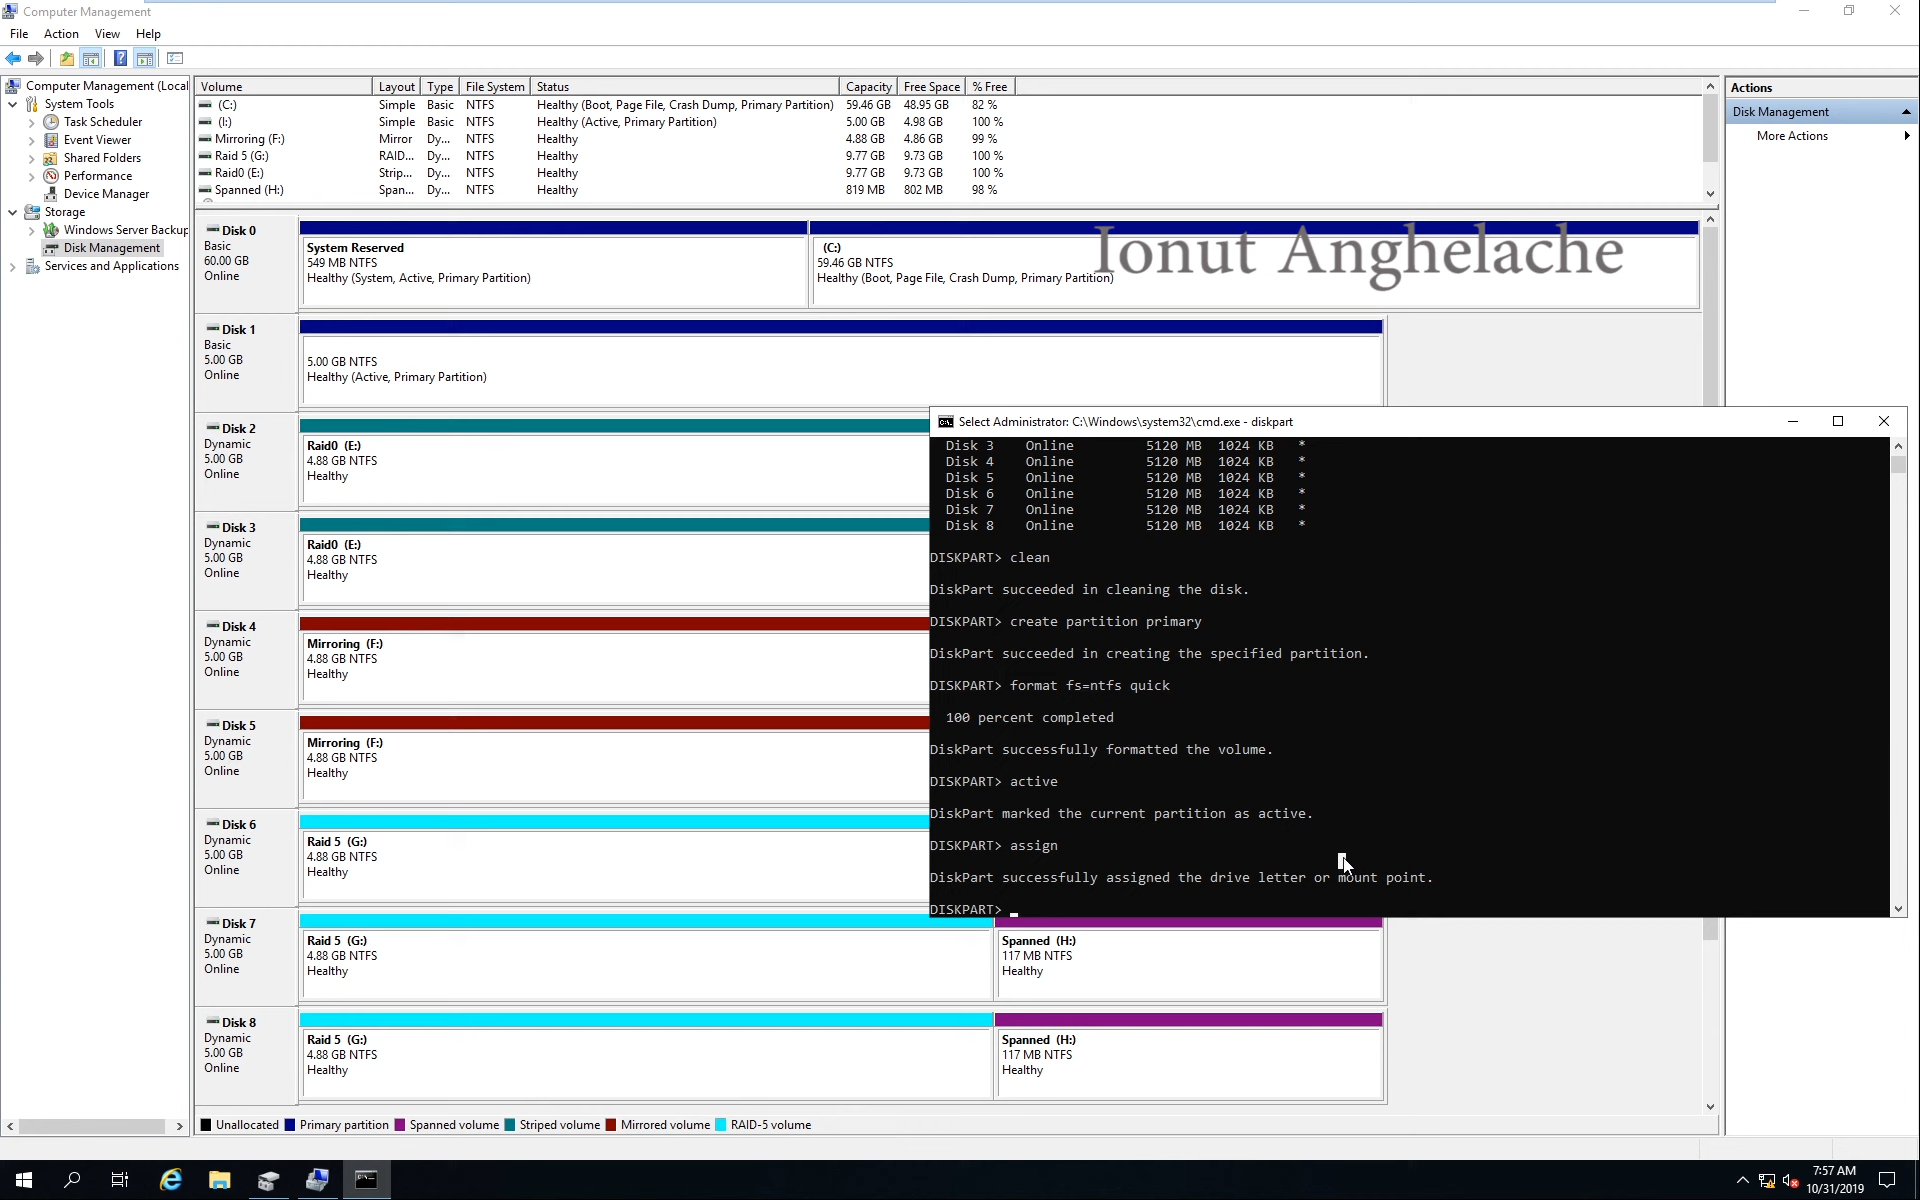 Computer Management
File Action View Help
Computer Management (Local
System Tools
Task Scheduler
Event Viewer
Shared Folders
Performance
Device Manager
Storage
Windows Server Backup
Disk Management
Services and Applications
Volume Layout Type File System Status Capacity Free Space % Free
(C:) Simple Basic NTFS Healthy (Boot, Page File, Crash Dump, Primary Partition) 59.46 GB 48.95 GB 82 %
(I:) Simple Basic NTFS Healthy (Active, Primary Partition) 5.00 GB 4.98 GB 100 %
Mirroring (F:) Mirror Dy... NTFS Healthy 4.88 GB 4.86 GB 99 %
Raid 5 (G:) RAID... Dy... NTFS Healthy 9.77 GB 9.73 GB 100 %
Raid0 (E:) Strip... Dy... NTFS Healthy 9.77 GB 9.73 GB 100 %
Spanned (H:) Span... Dy... NTFS Healthy 819 MB 802 MB 98 %
Actions
Disk Management
More Actions
Ionut Anghelache
Disk 0
Basic
60.00 GB
Online
System Reserved
549 MB NTFS
Healthy (System, Active, Primary Partition)
(C:)
59.46 GB NTFS
Healthy (Boot, Page File, Crash Dump, Primary Partition)
Disk 1
Basic
5.00 GB
Online
5.00 GB NTFS
Healthy (Active, Primary Partition)
Disk 2
Dynamic
5.00 GB
Online
Raid0 (E:)
4.88 GB NTFS
Healthy
Disk 3
Dynamic
5.00 GB
Online
Raid0 (E:)
4.88 GB NTFS
Healthy
Disk 4
Dynamic
5.00 GB
Online
Mirroring (F:)
4.88 GB NTFS
Healthy
Disk 5
Dynamic
5.00 GB
Online
Mirroring (F:)
4.88 GB NTFS
Healthy
Disk 6
Dynamic
5.00 GB
Online
Raid 5 (G:)
4.88 GB NTFS
Healthy
Disk 7
Dynamic
5.00 GB
Online
Raid 5 (G:)
4.88 GB NTFS
Healthy
Spanned (H:)
117 MB NTFS
Healthy
Disk 8
Dynamic
5.00 GB
Online
Raid 5 (G:)
4.88 GB NTFS
Healthy
Spanned (H:)
117 MB NTFS
Healthy
Select Administrator: C:\Windows\system32\cmd.exe - diskpart
Disk 3 Online 5120 MB 1024 KB *
Disk 4 Online 5120 MB 1024 KB *
Disk 5 Online 5120 MB 1024 KB *
Disk 6 Online 5120 MB 1024 KB *
Disk 7 Online 5120 MB 1024 KB *
Disk 8 Online 5120 MB 1024 KB *
DISKPART> clean
DiskPart succeeded in cleaning the disk.
DISKPART> create partition primary
DiskPart succeeded in creating the specified partition.
DISKPART> format fs=ntfs quick
100 percent completed
DiskPart successfully formatted the volume.
DISKPART> active
DiskPart marked the current partition as active.
DISKPART> assign
DiskPart successfully assigned the drive letter or mount point.
DISKPART>
Unallocated Primary partition Spanned volume Striped volume Mirrored volume RAID-5 volume
7:57 AM
10/31/2019